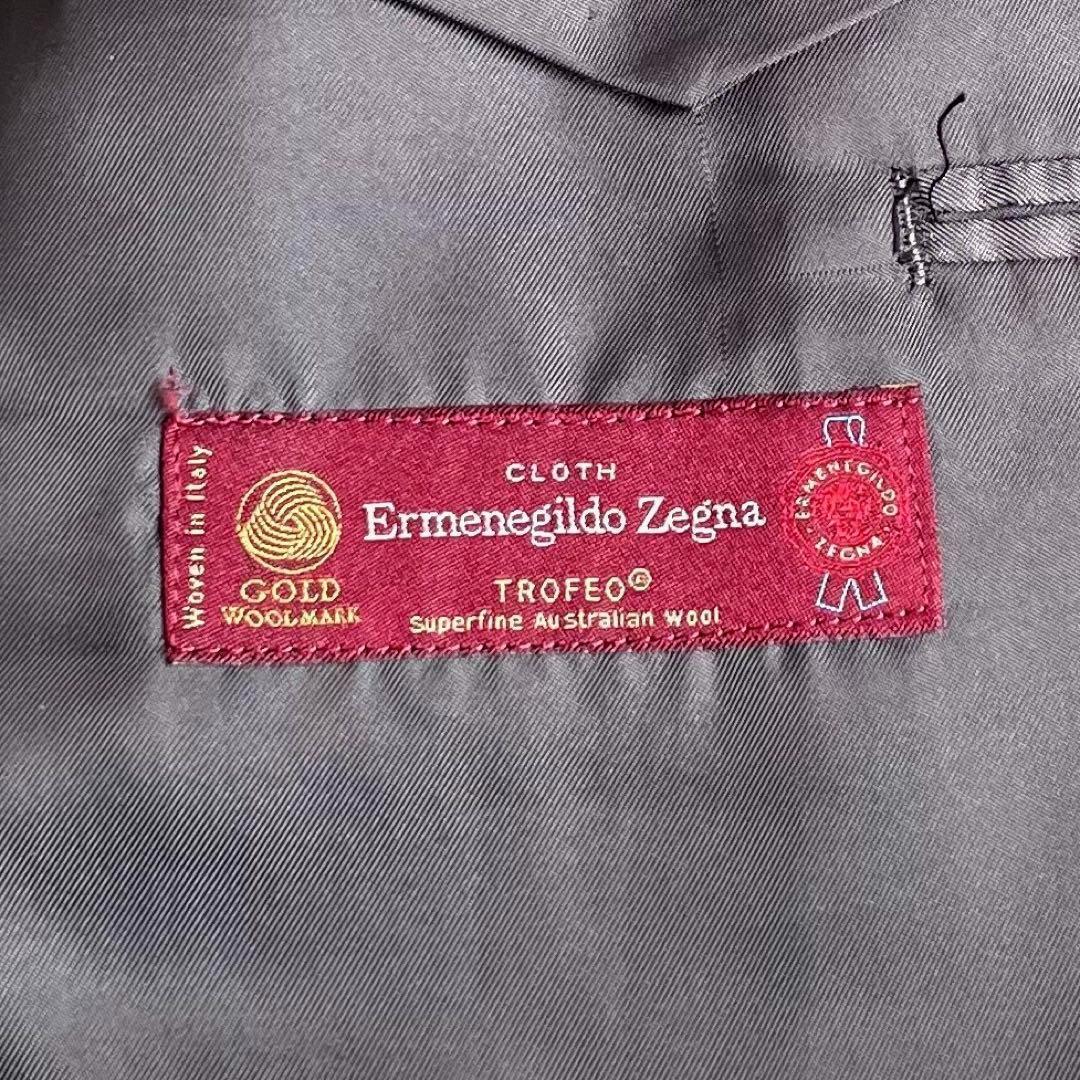 Woven in Italy
GOLD
WOOLMARK
CLOTH
Ermenegildo Zegna
TROFEO®
Superfine Australian wool
ERMENEGILDO
ZEGNA